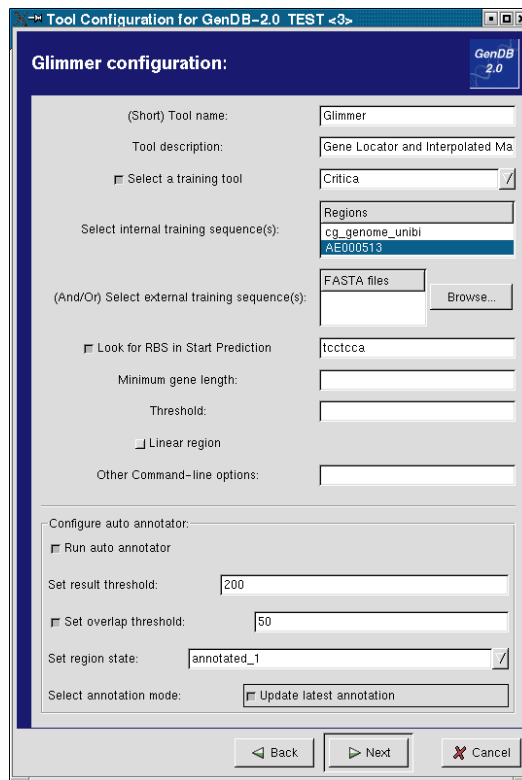 Tool Configuration for GenDB-2.0 TEST <3>
Glimmer configuration:
GenDB
2.0
(Short) Tool name: Glimmer
Tool description: Gene Locator and Interpolated Ma
Select a training tool Critica
Regions
Select internal training sequence(s): cg_genome_unibi
AE000513
FASTA files
(And/Or) Select external training sequence(s): Browse...
Look for RBS in Start Prediction tcctcca
Minimum gene length:
Threshold:
Linear region
Other Command-line options:
Configure auto annotator:
Run auto annotator
Set result threshold: 200
Set overlap threshold: 50
Set region state: annotated_1
Select annotation mode: Update latest annotation
Back Next Cancel